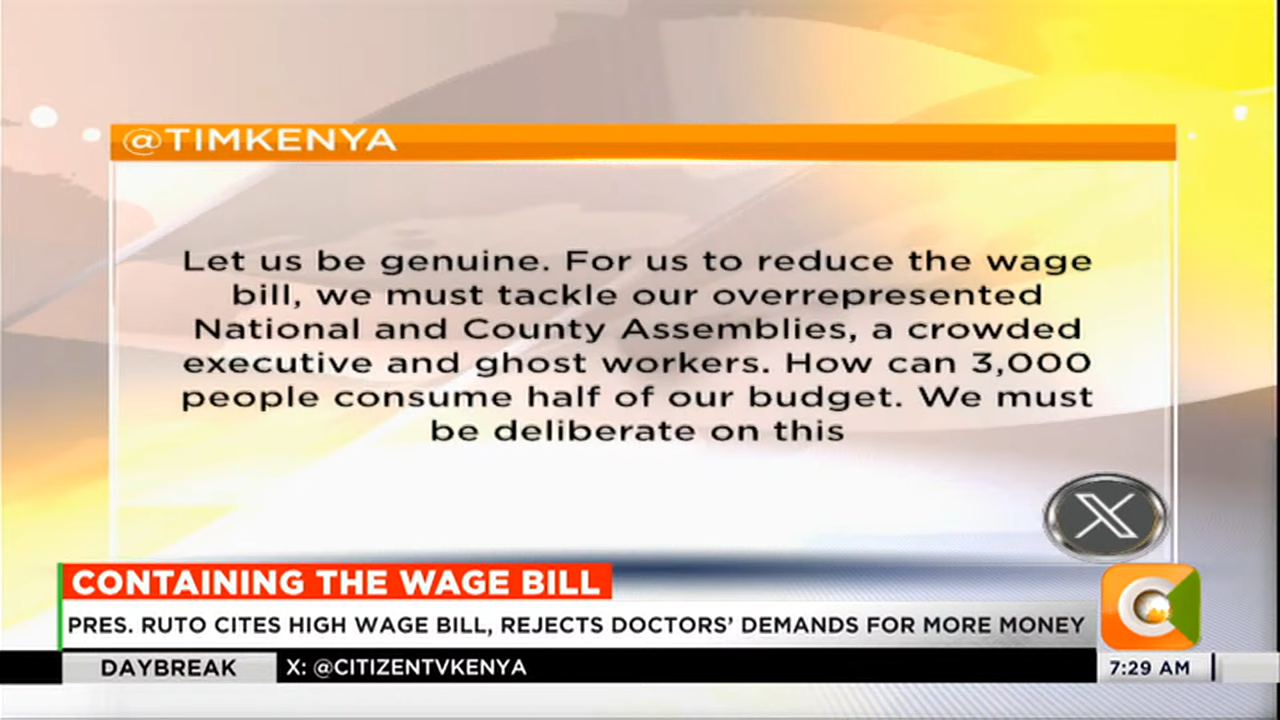 @TIMKENYA
Let us be genuine. For us to reduce the wage
bill, we must tackle our overrepresented
National and County Assemblies, a crowded
executive and ghost workers. How can 3,000
people consume half of our budget. We must
be deliberate on this
X
CONTAINING THE WAGE BILL
PRES. RUTO CITES HIGH WAGE BILL, REJECTS DOCTORS' DEMANDS FOR MORE MONEY
DAYBREAK
X: @CITIZENTVKENYA
7:29 AM